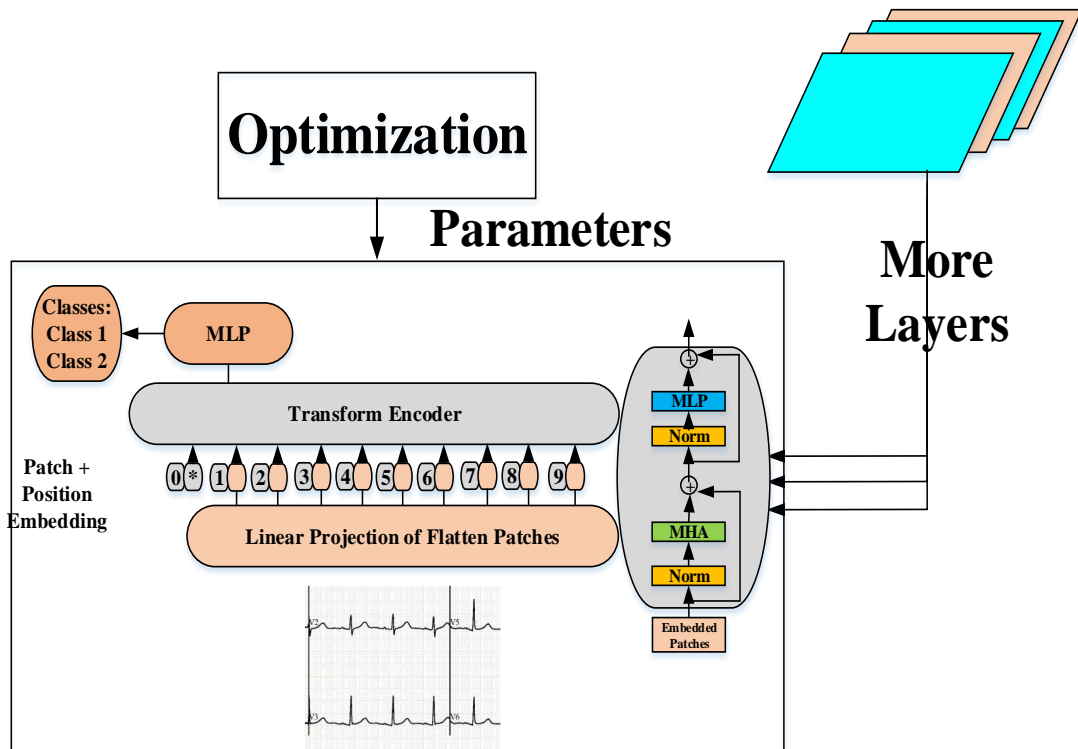 Optimization
Parameters
More
Layers
Classes:
Class 1
Class 2
MLP
Transform Encoder
Patch +
Position
Embedding
0 * 1 2 3 4 5 6 7 8 9
Linear Projection of Flatten Patches
+
MLP
Norm
+
MHA
Norm
Embedded
Patches
V2 V5
V3 V6